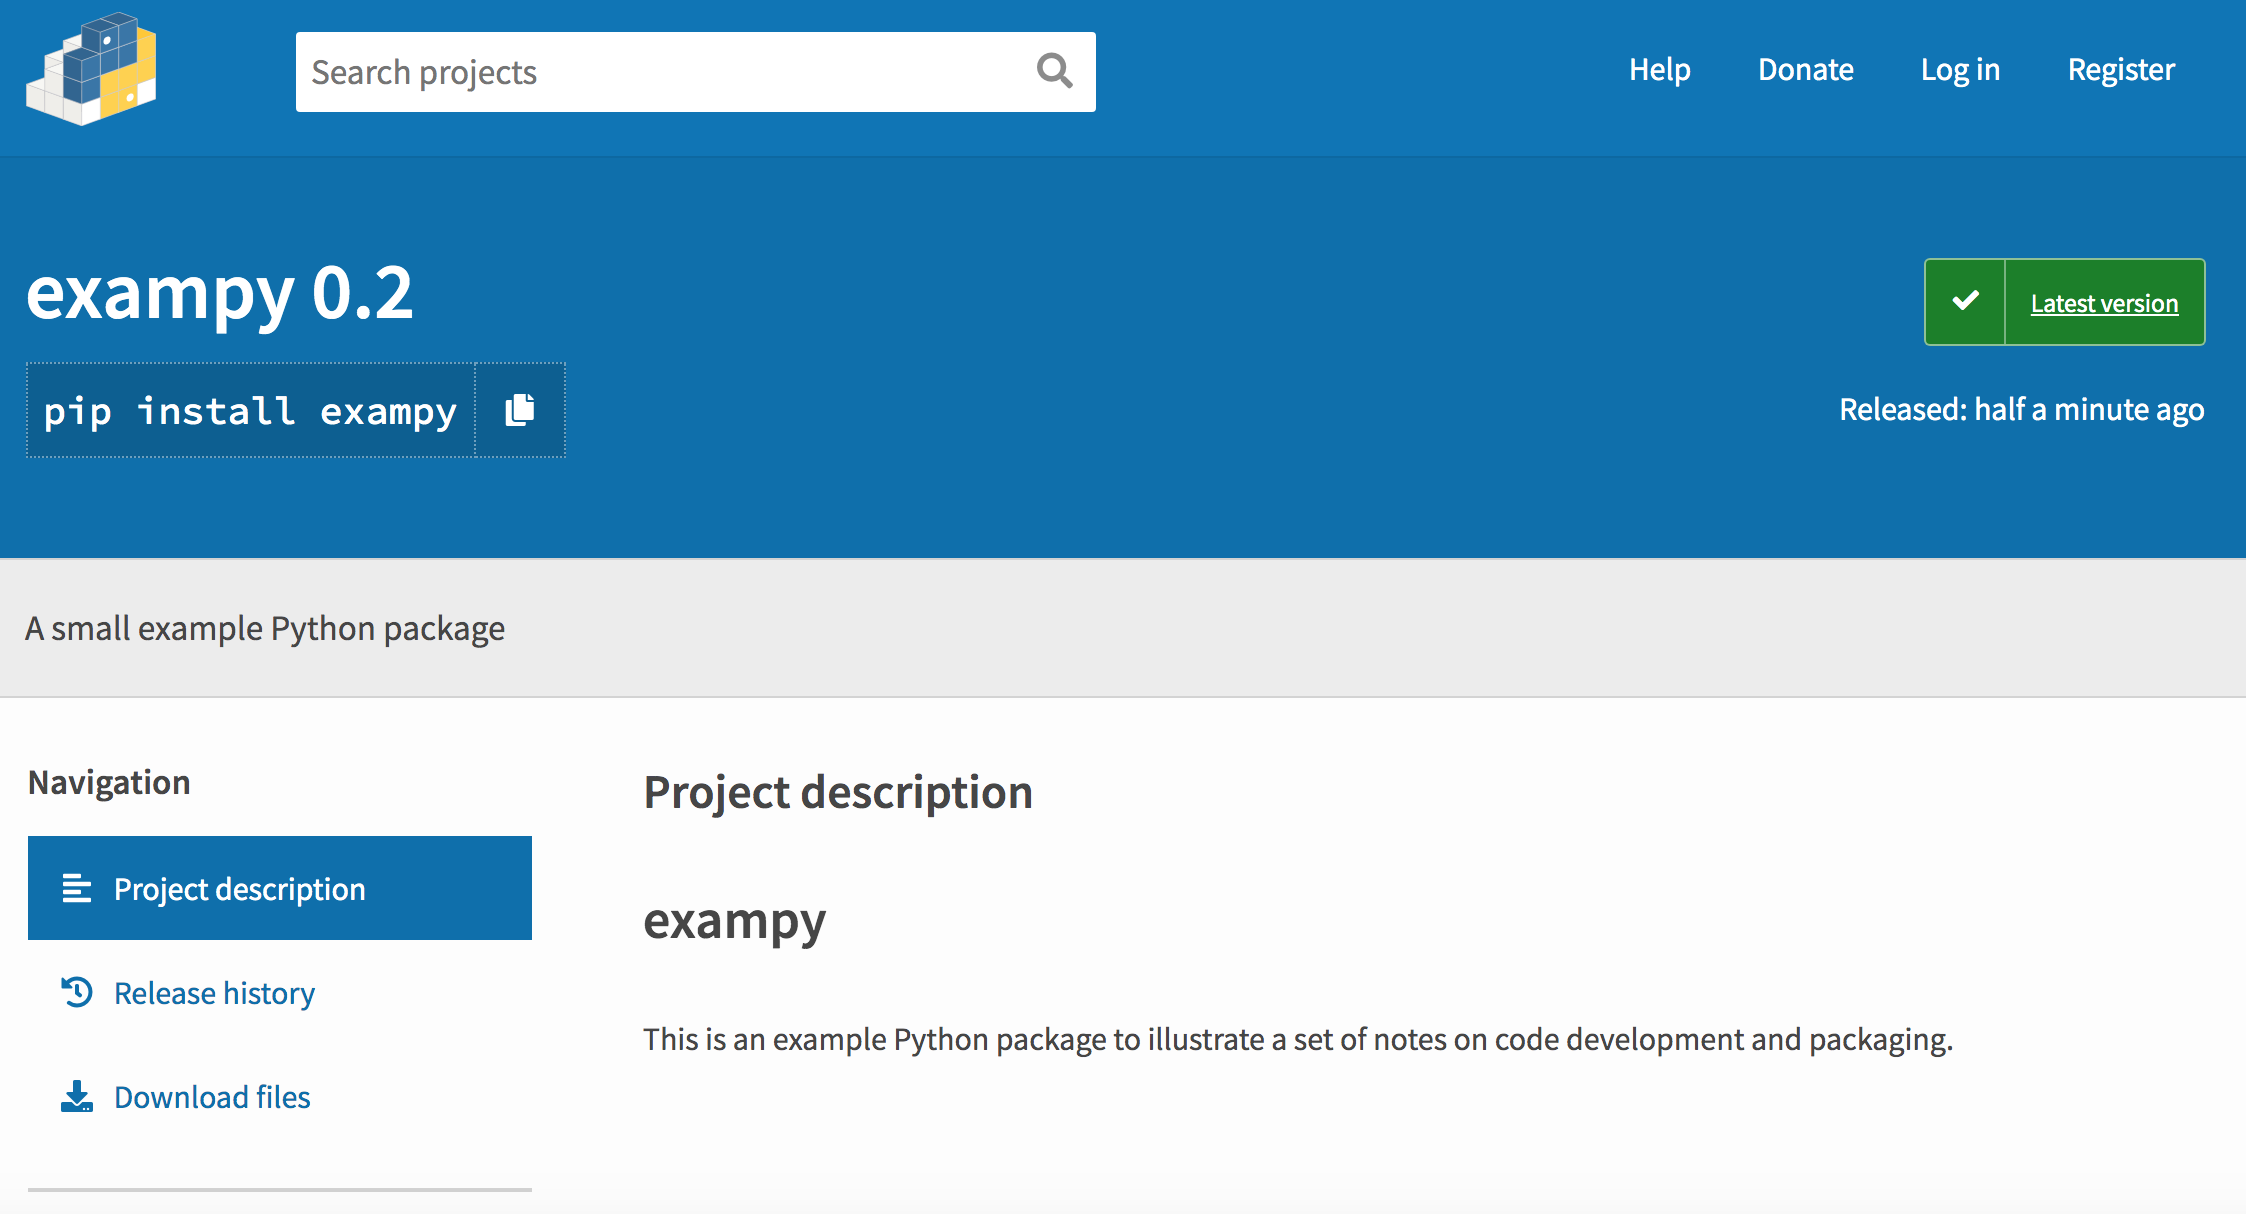 Search projects
Help
Donate
Log in
Register
exampy 0.2
Latest version
pip install exampy
Released: half a minute ago
A small example Python package
Navigation
Project description
Release history
Download files
Project description
exampy
This is an example Python package to illustrate a set of notes on code development and packaging.